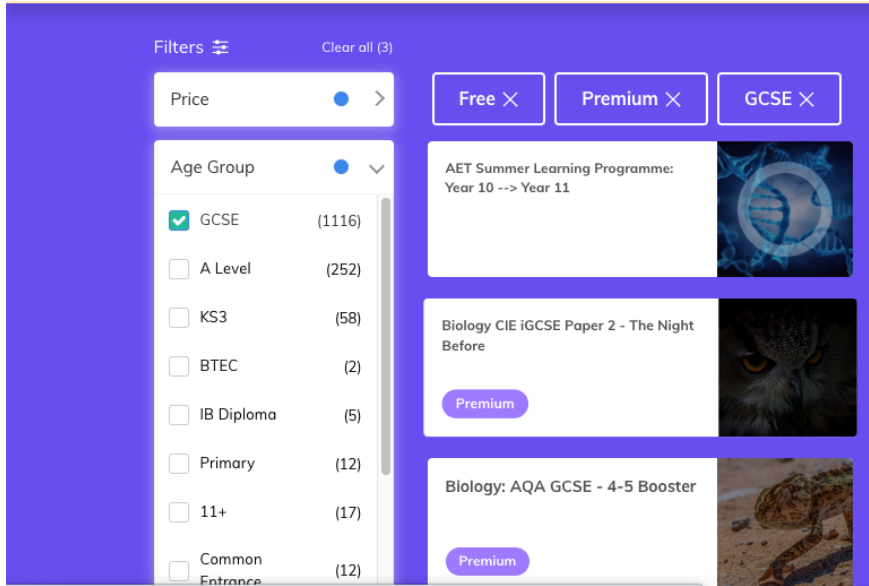 Filters
Clear all (3)
Price
Free
Premium
GCSE
Age Group
GCSE (1116)
A Level (252)
KS3 (58)
BTEC (2)
IB Diploma (5)
Primary (12)
11+ (17)
Common
Entrance (12)
AET Summer Learning Programme:
Year 10 --> Year 11
Biology CIE iGCSE Paper 2 - The Night
Before
Premium
Biology: AQA GCSE - 4-5 Booster
Premium